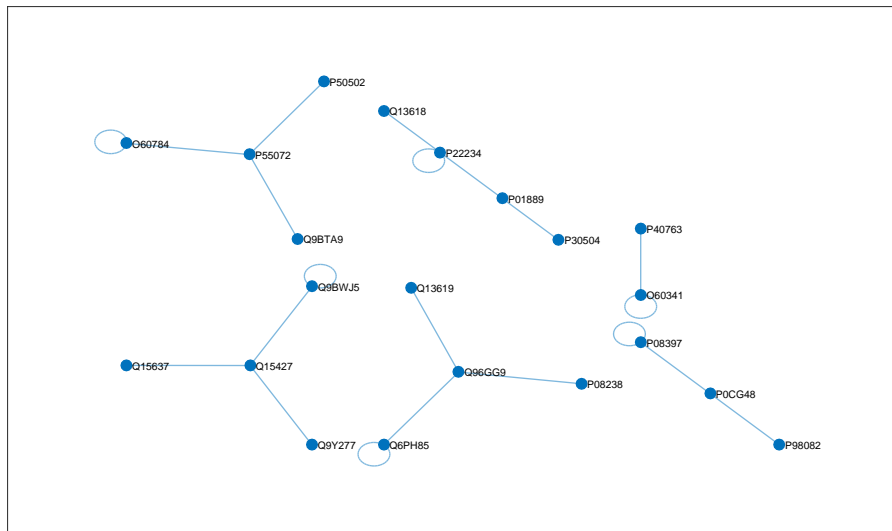 P50502
Q13618
O60784
P55072
P22234
P01889
P40763
Q9BTA9
P30504
Q9BWJ5
Q13619
O60341
P08397
Q15637
Q15427
Q96GG9
P08238
P0CG48
Q9Y277
Q6PH85
P98082